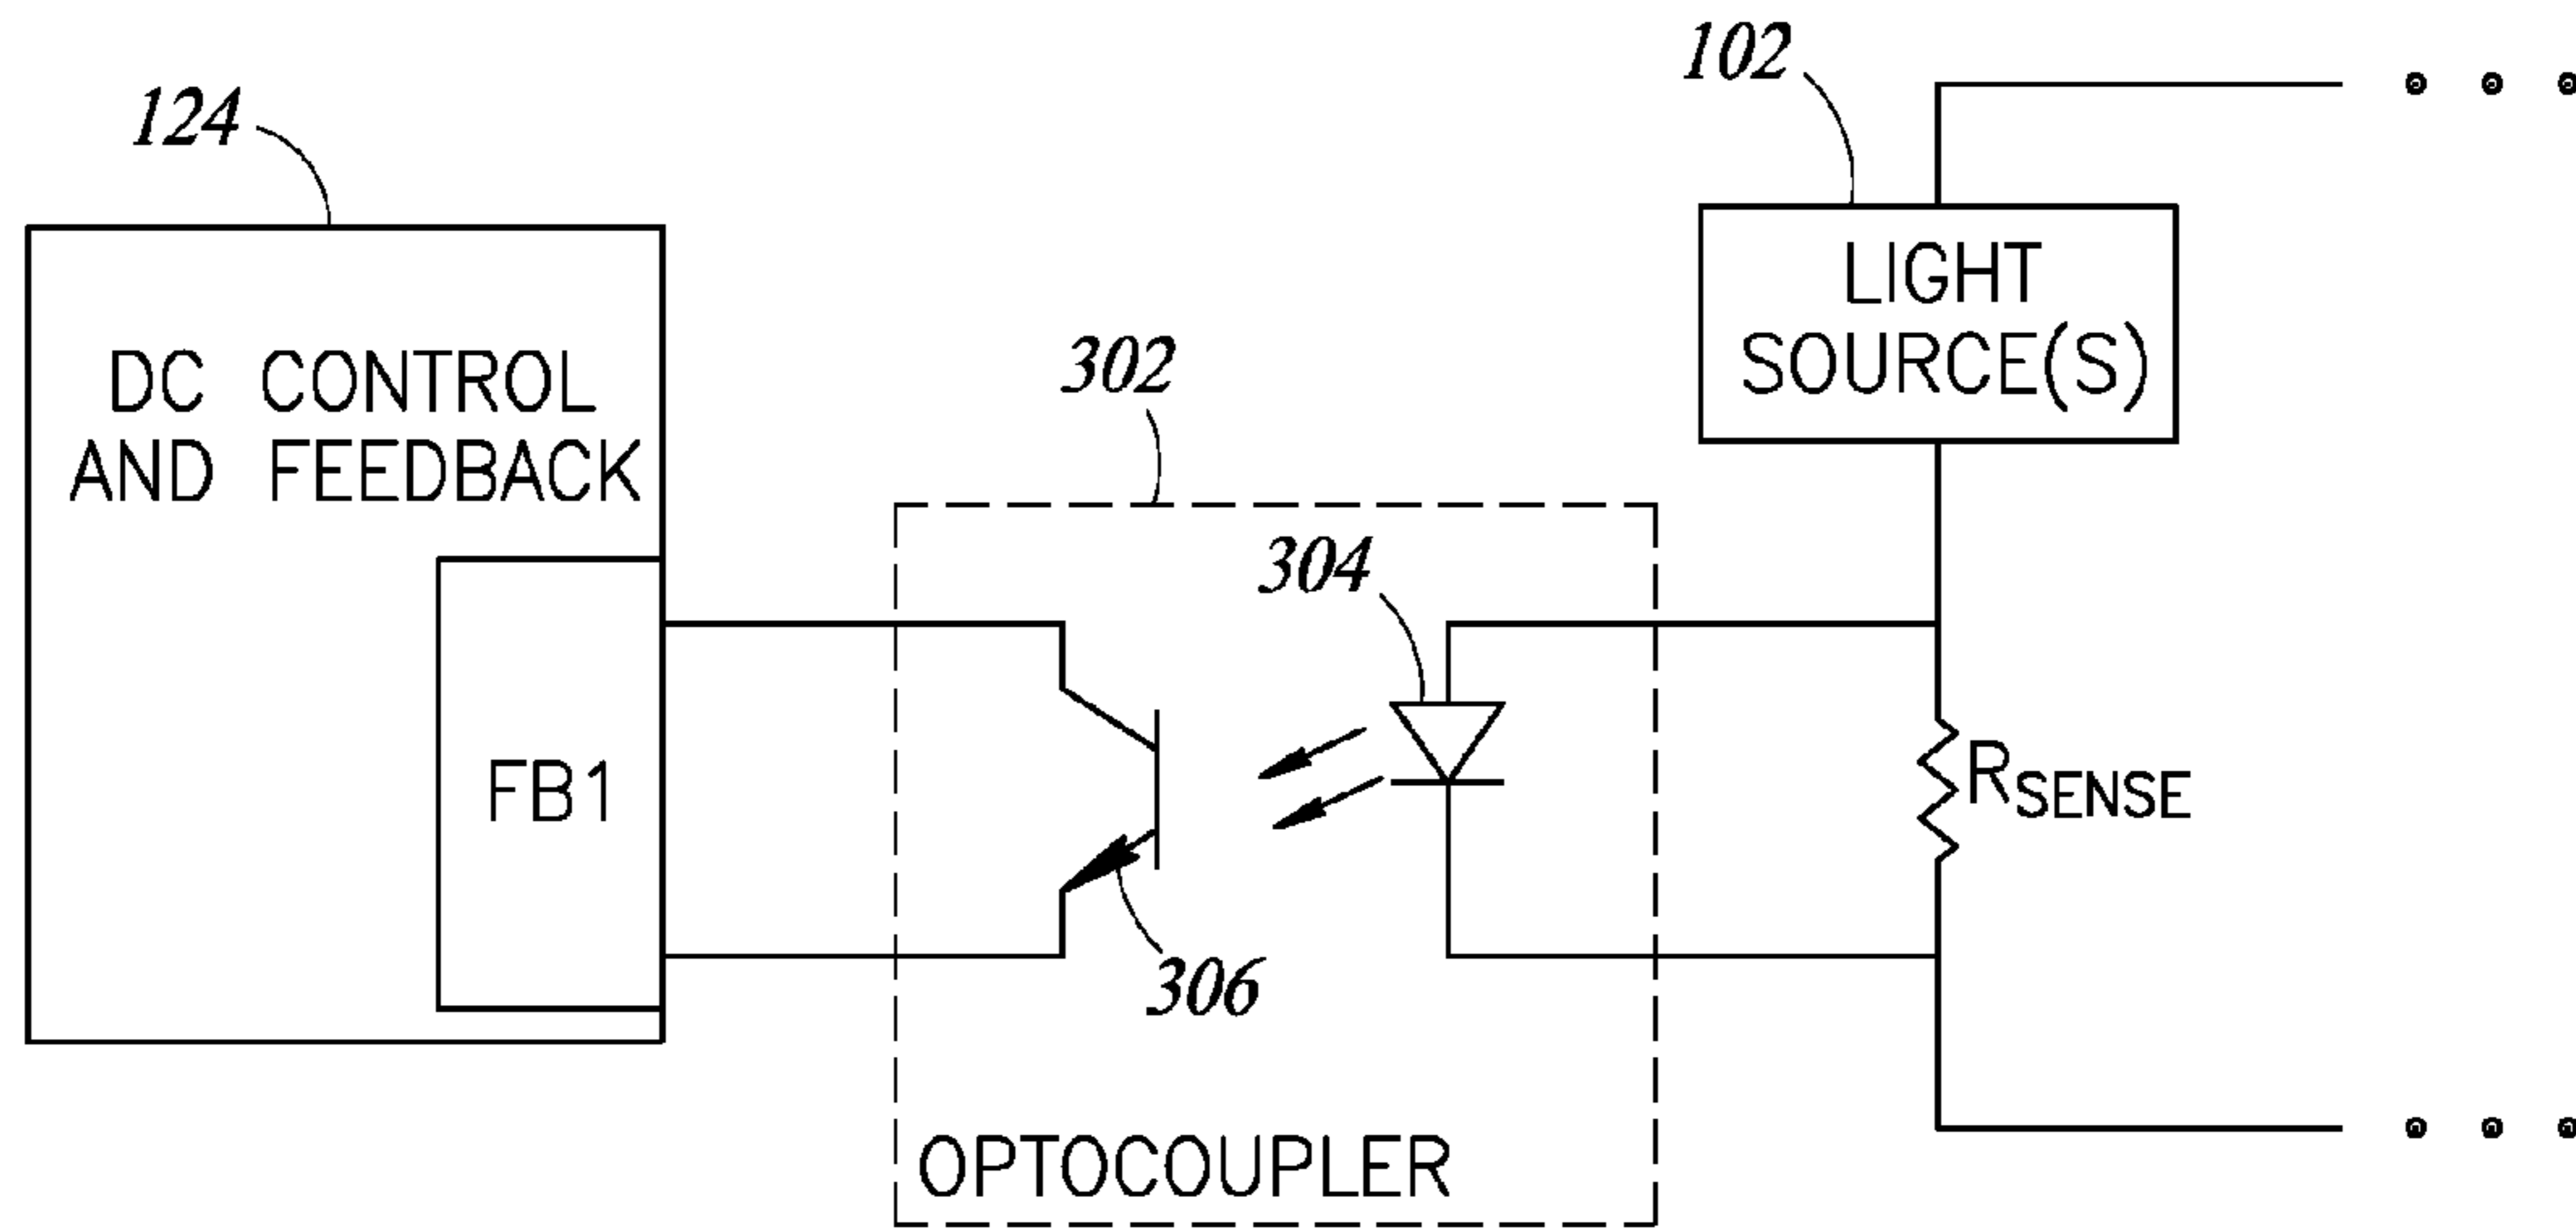 102
124
LIGHT
SOURCE(S)
302
DC CONTROL
AND FEEDBACK
304
FB1
RSENSE
306
OPTOCOUPLER